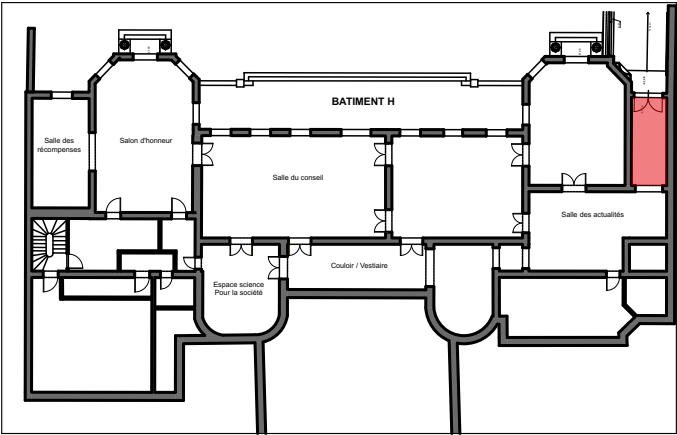 BATIMENT H
Salle des
récompenses
Salon d'honneur
Salle du conseil
Salle des actualités
Couloir / Vestiaire
Espace science
Pour la société